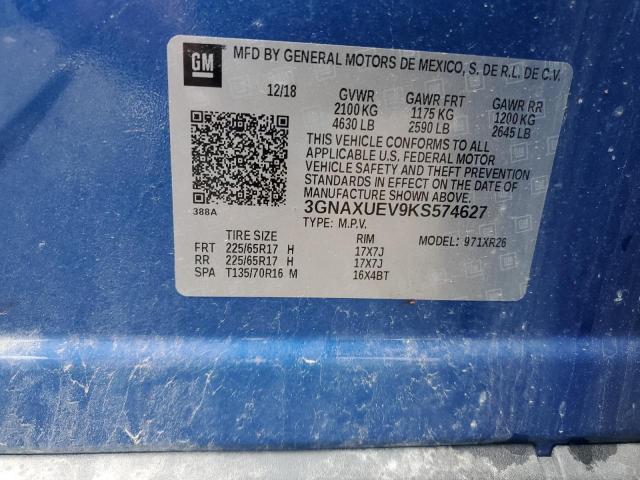 GM
MFD BY GENERAL MOTORS DE MEXICO, S. DE R.L. DE C.V.
12/18 GVWR GAWR FRT GAWR RR
2100 KG 1175 KG 1200 KG
4630 LB 2590 LB 2645 LB
THIS VEHICLE CONFORMS TO ALL
APPLICABLE U.S. FEDERAL MOTOR
VEHICLE SAFETY AND THEFT PREVENTION
STANDARDS IN EFFECT ON THE DATE OF
MANUFACTURE SHOWN ABOVE.
388A
3GNAXUEV9KS574627
TYPE: M.P.V.
TIRE SIZE RIM MODEL: 971XR26
FRT 225/65R17 H 17X7J
RR 225/65R17 H 17X7J
SPA T135/70R16 M 16X4BT